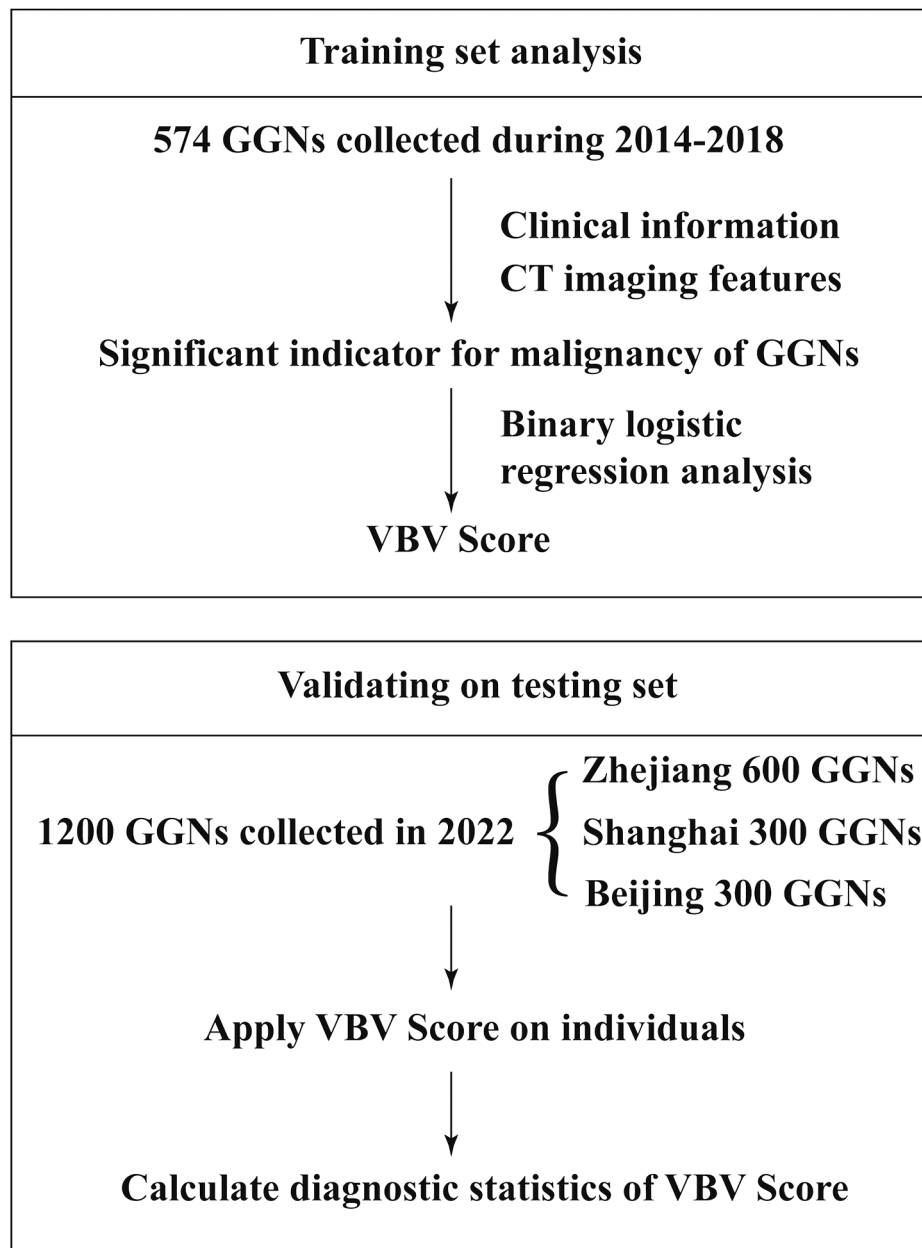 Training set analysis
574 GGNs collected during 2014-2018
Clinical information
CT imaging features
Significant indicator for malignancy of GGNs
Binary logistic
regression analysis
VBV Score
Validating on testing set
1200 GGNs collected in 2022
Zhejiang 600 GGNs
Shanghai 300 GGNs
Beijing 300 GGNs
Apply VBV Score on individuals
Calculate diagnostic statistics of VBV Score